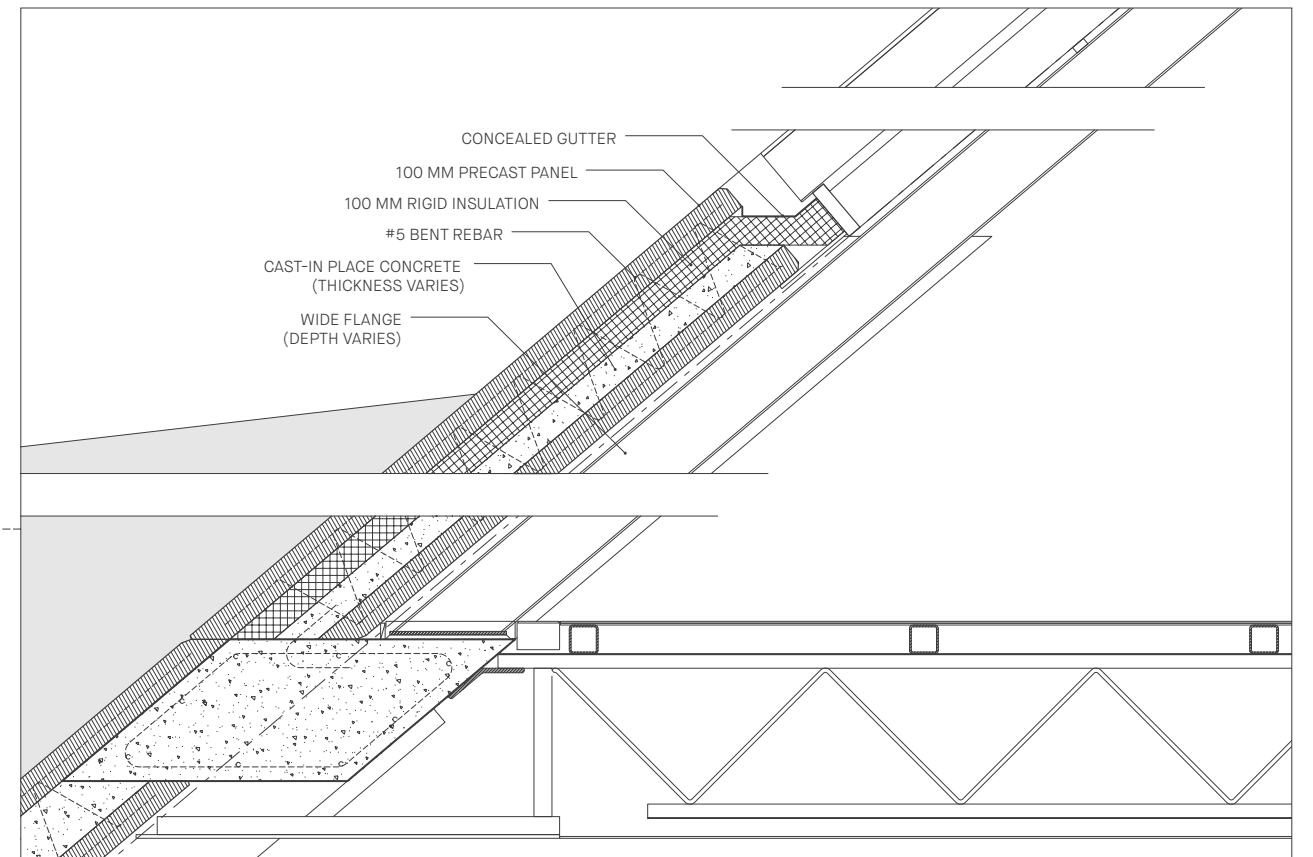 CONCEALED GUTTER
100 MM PRECAST PANEL
100 MM RIGID INSULATION
#5 BENT REBAR
CAST-IN PLACE CONCRETE
(THICKNESS VARIES)
WIDE FLANGE
(DEPTH VARIES)